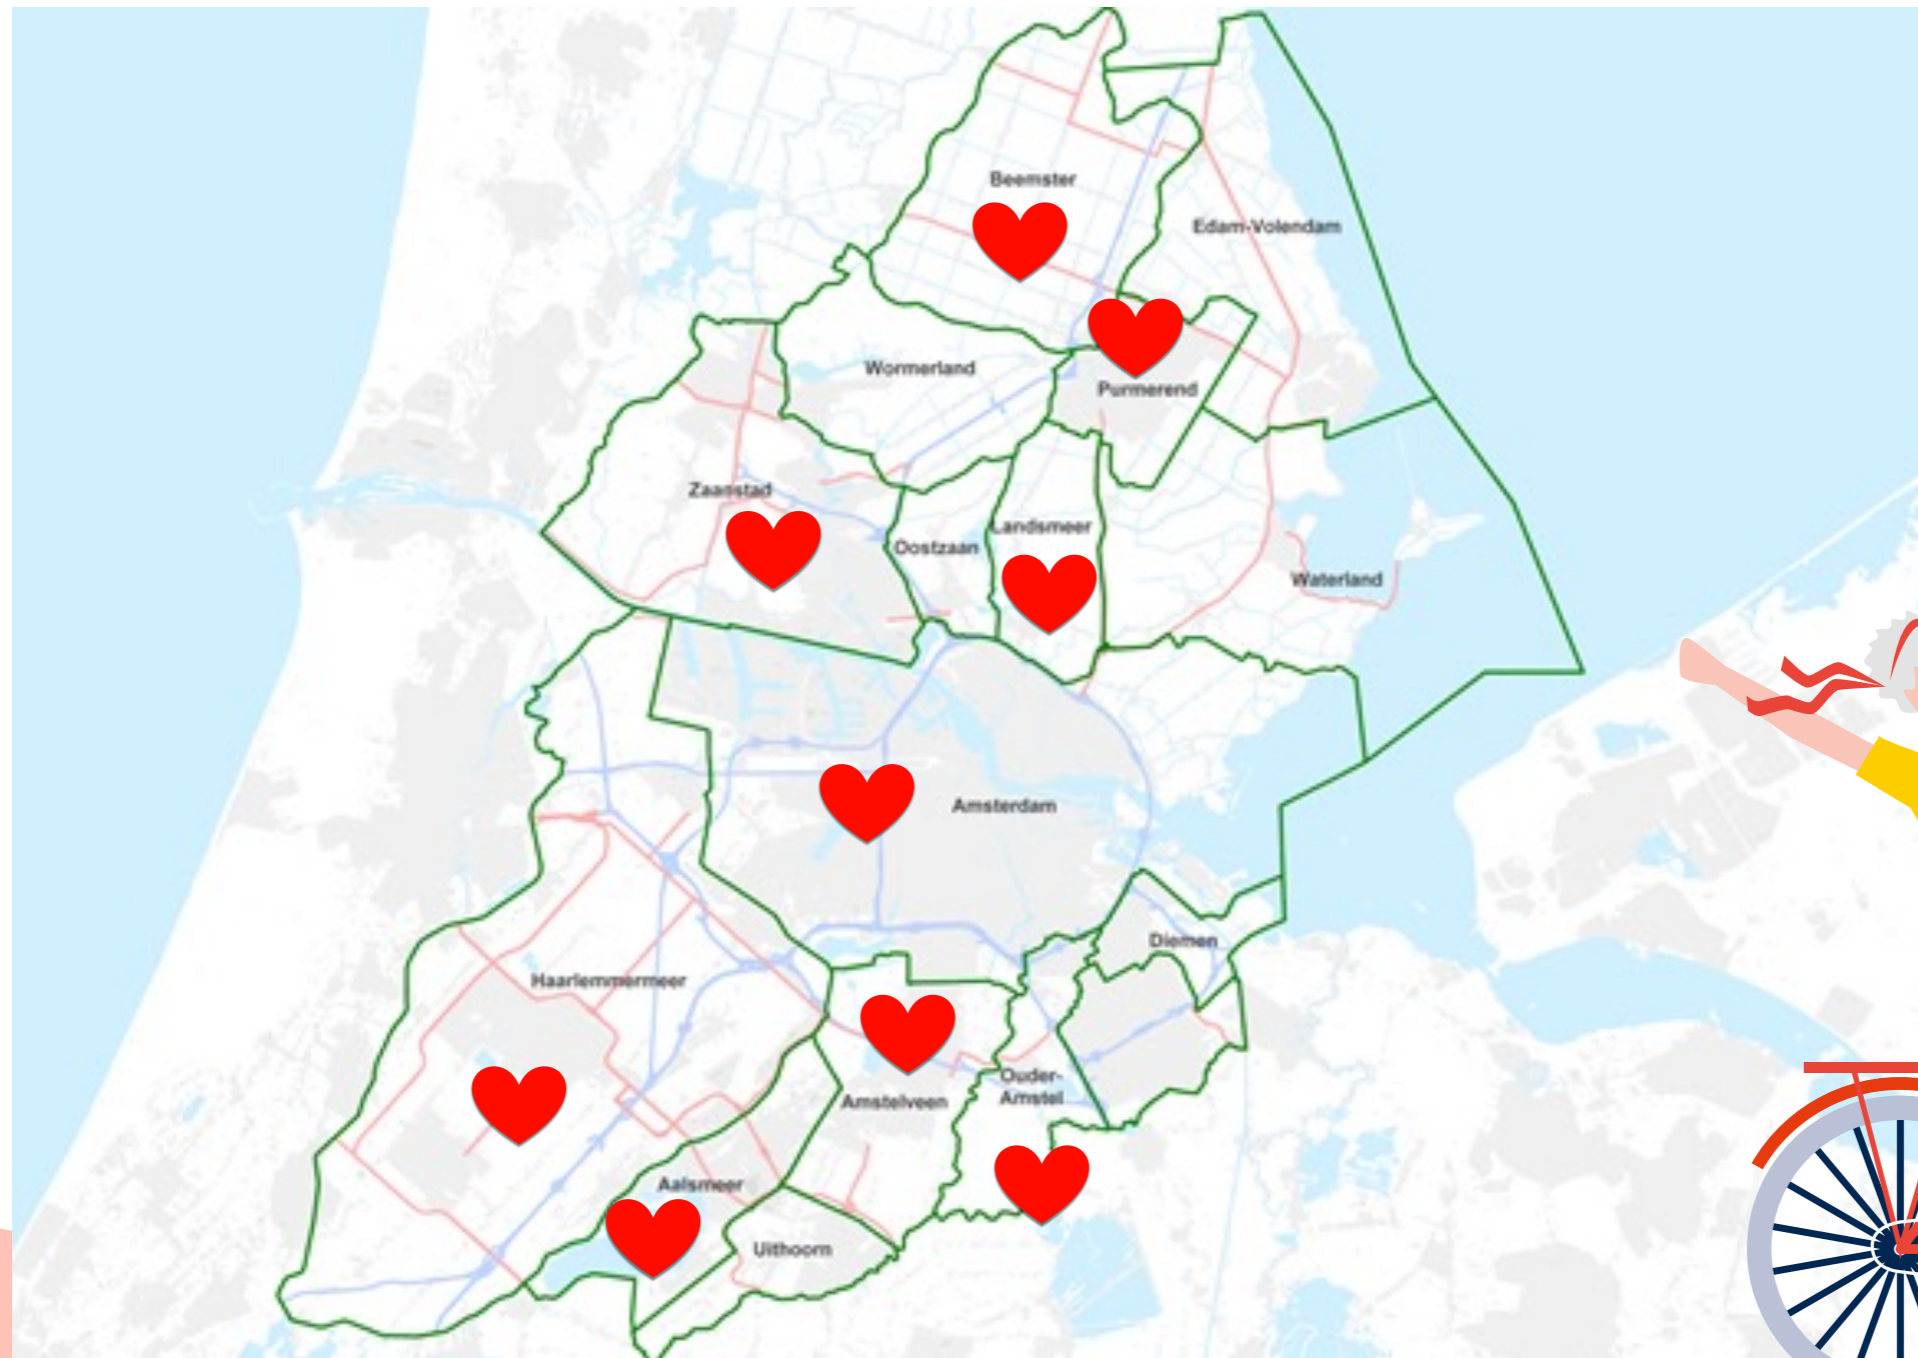 Beemster
Edam-Volendam
Wormerland
Purmerend
Zaanstad
Landsmeer
Oostzaan
Waterland
Amsterdam
Diemen
Haarlemmermeer
Ouder-
Amstel
Amstelveen
Aalsmeer
Uithoorn